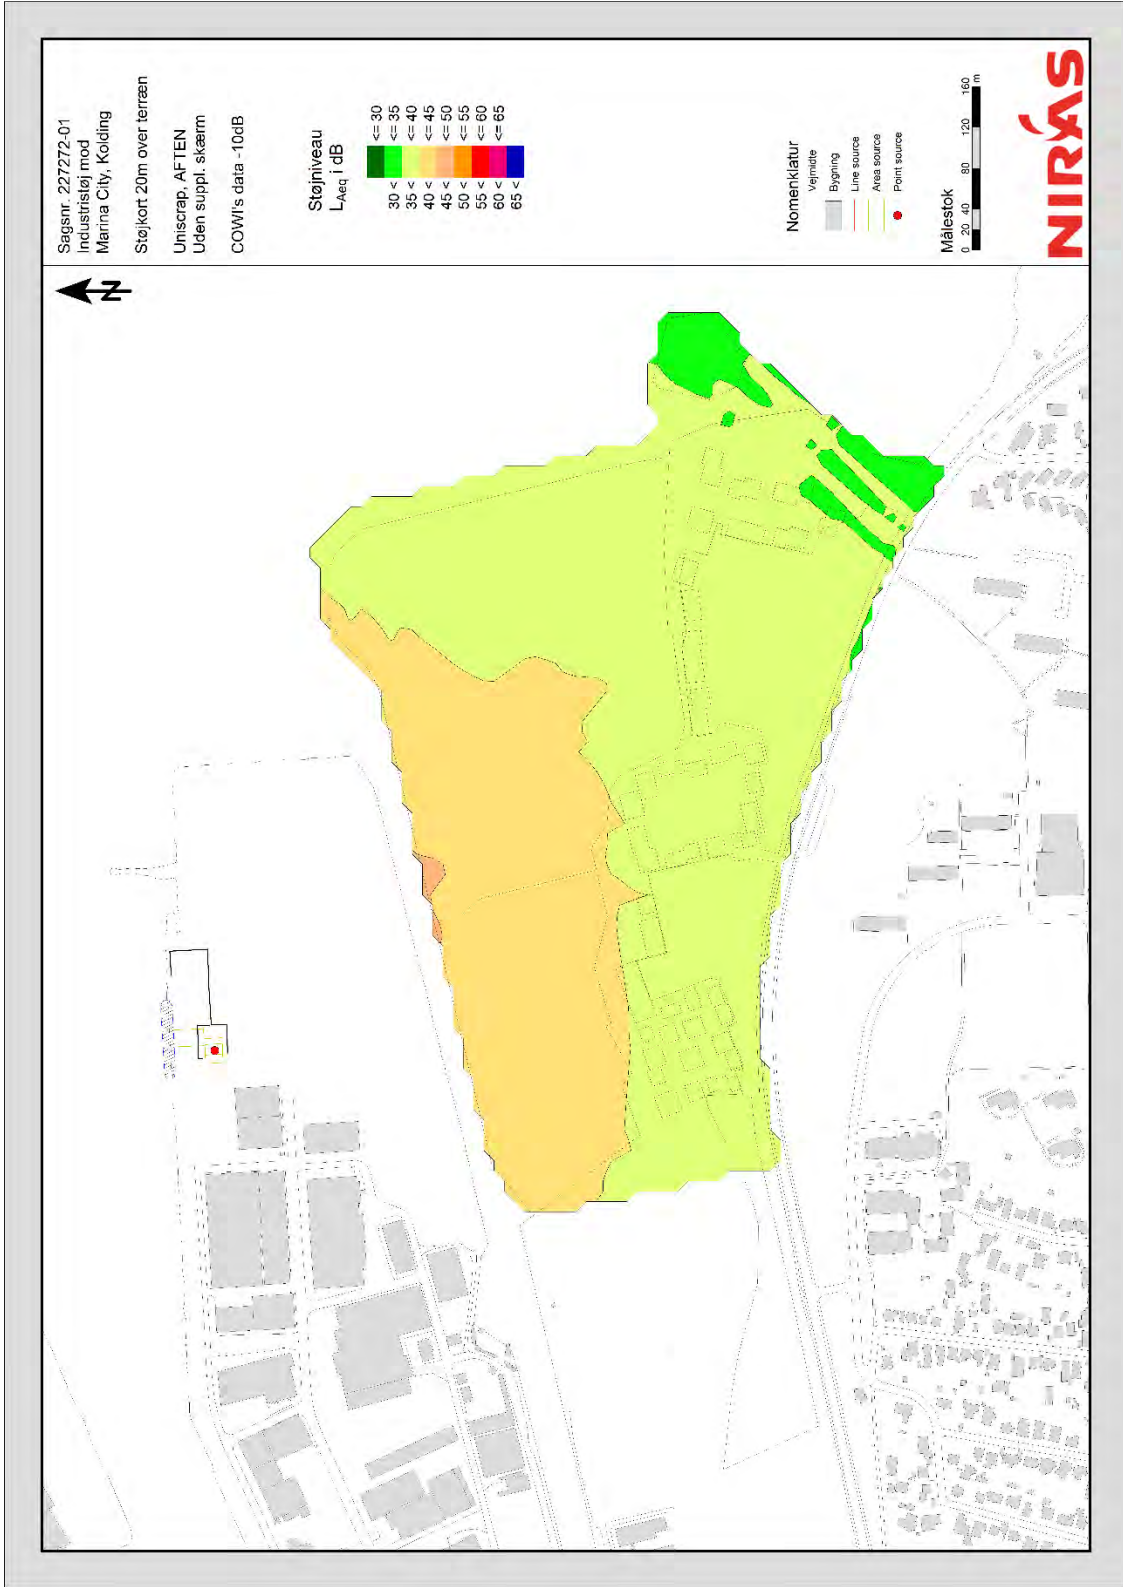 Sagsnr. 227272-01
Industristøj mod
Marina City, Kolding
Støjkort 20m over terræn
Uniscrap, AFTEN
Uden suppl. skærm
COWI's data -10dB
Støjniveau
LAeq i dB
<= 30
30 < <= 35
35 < <= 40
40 < <= 45
45 < <= 50
50 < <= 55
55 < <= 60
60 < <= 65
65 <
Nomenklatur
Vejmidte
Bygning
Line source
Area source
Point source
Målestok
0 20 40 80 120 160
m
NIRAS
N